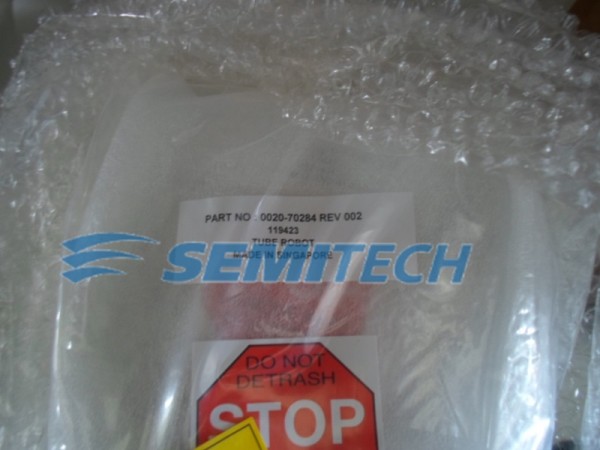 PART NO : 0020-70284 REV 002
119423
TUBE ROBOT
MADE IN SINGAPORE
SEMITECH
DO NOT
DETRASH
STOP